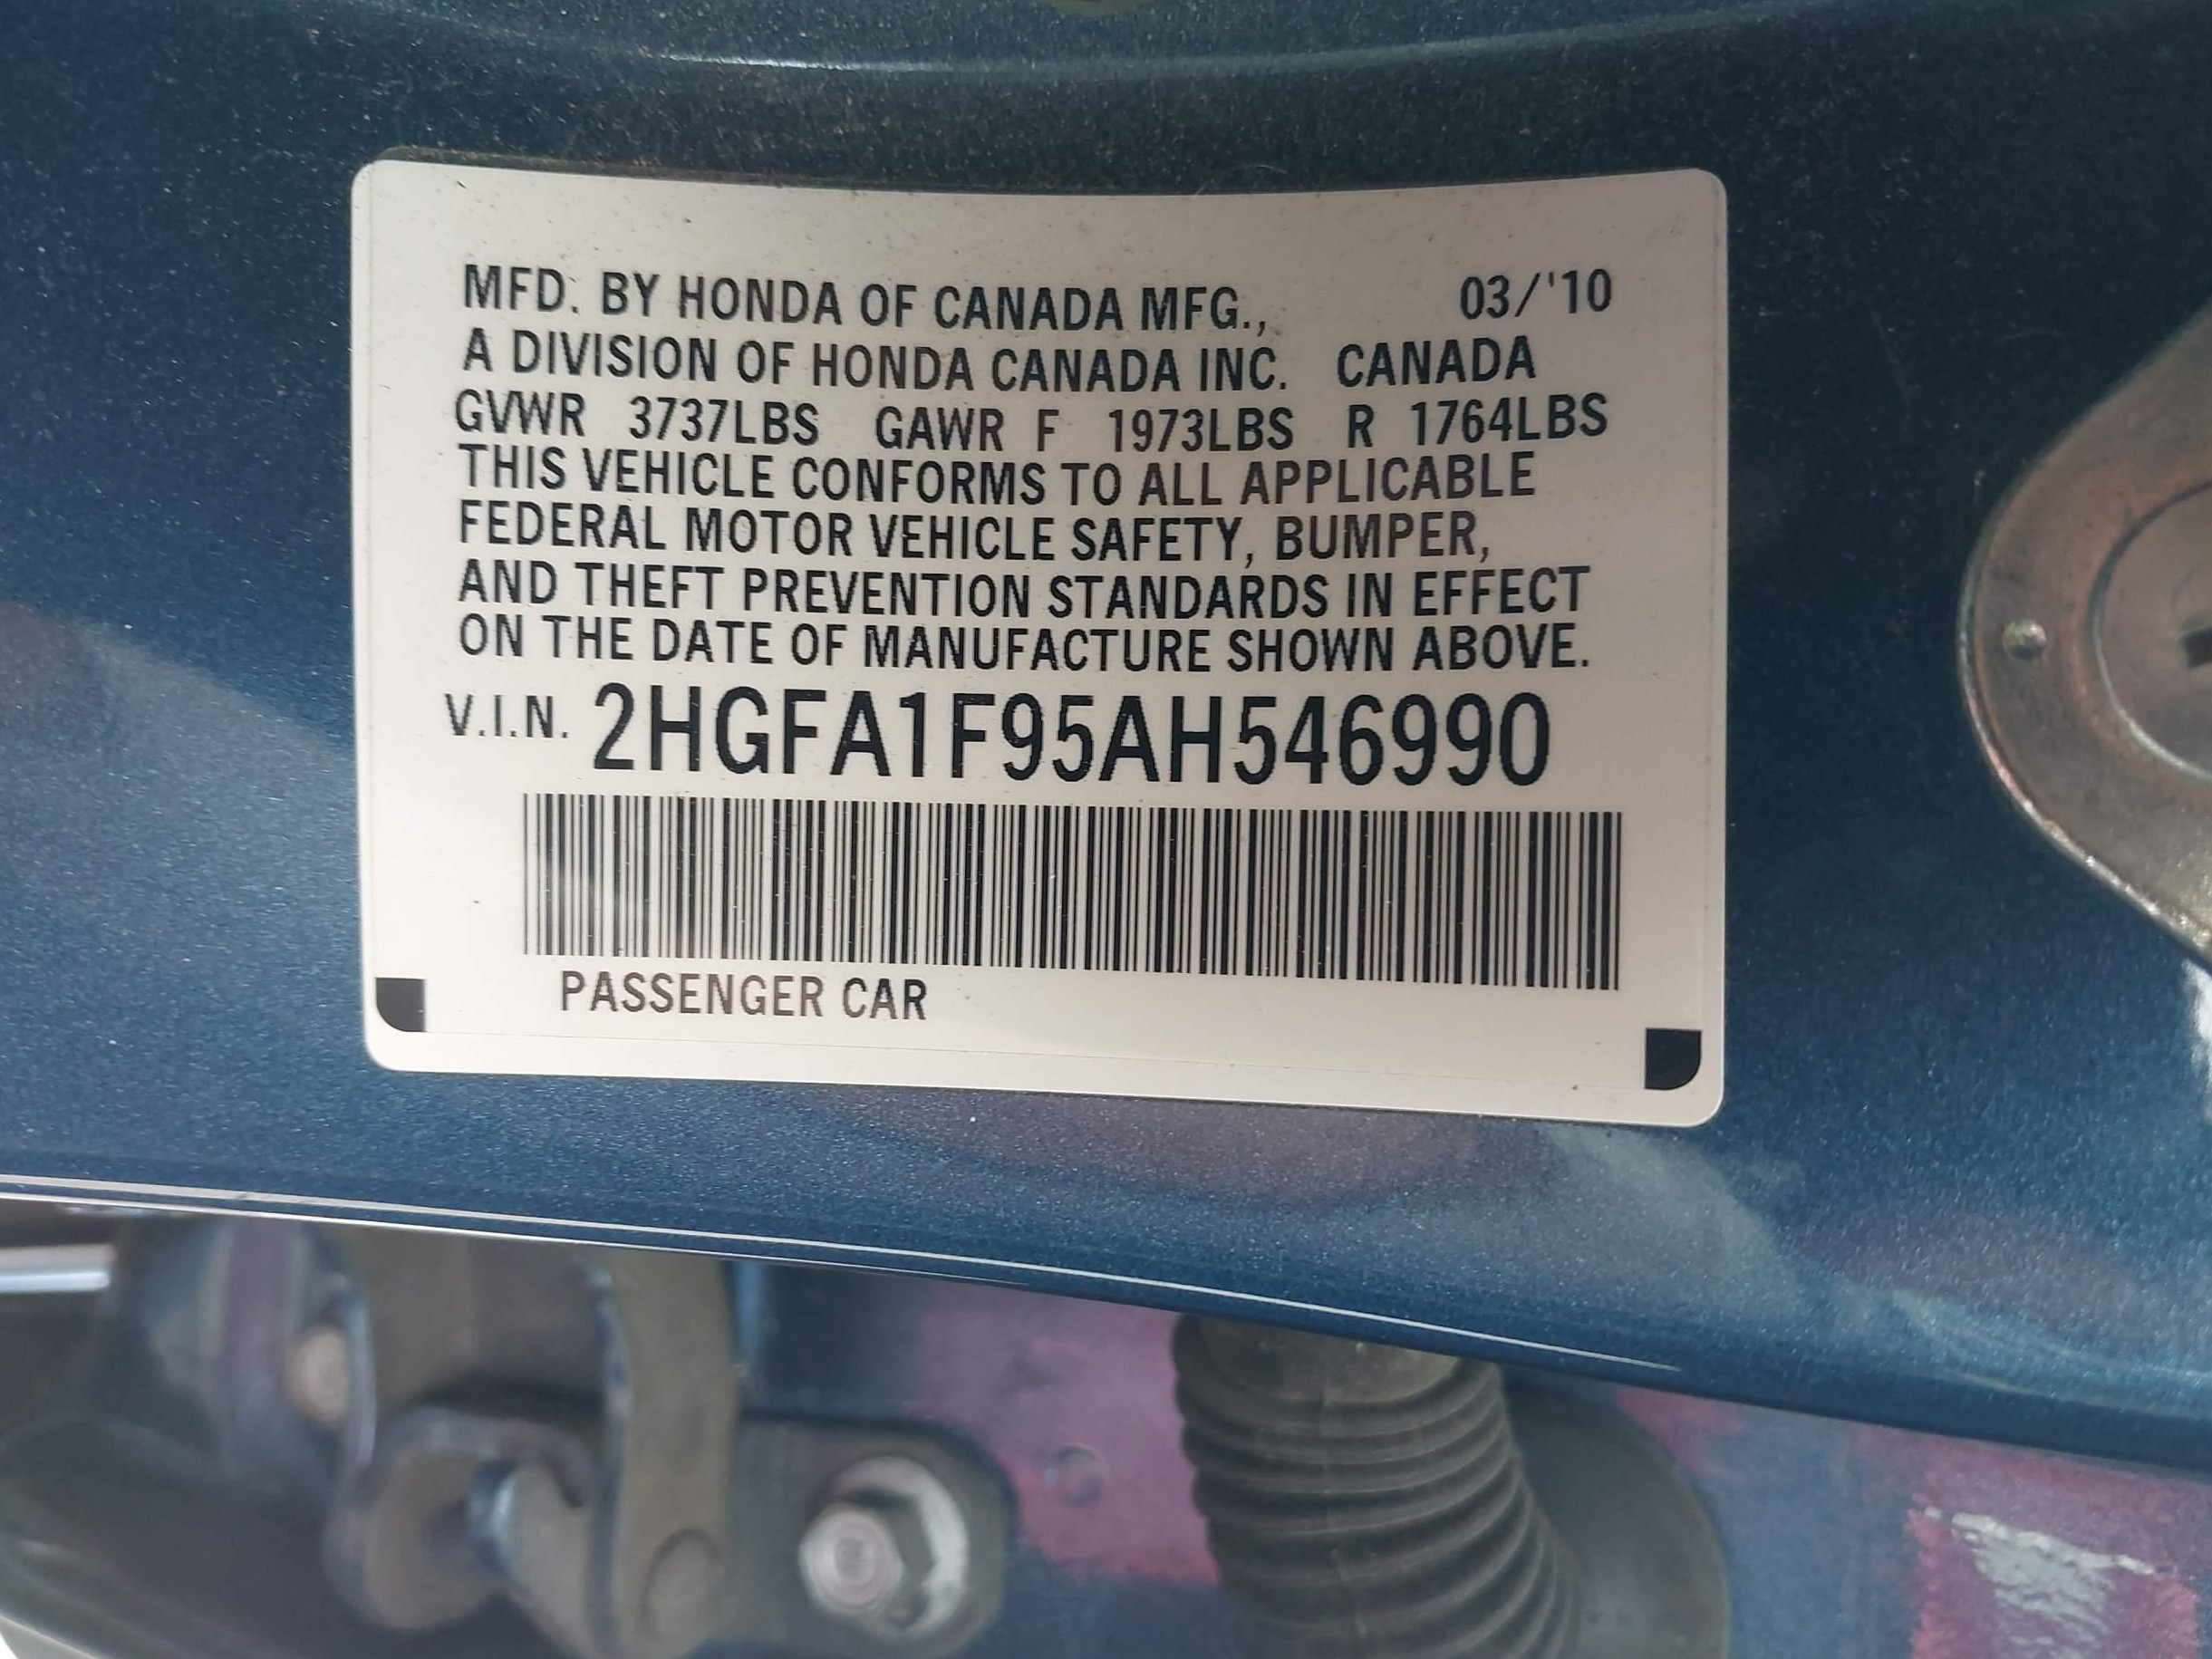 MFD. BY HONDA OF CANADA MFG., 03/'10
A DIVISION OF HONDA CANADA INC. CANADA
GVWR 3737LBS GAWR F 1973LBS R 1764LBS
THIS VEHICLE CONFORMS TO ALL APPLICABLE
FEDERAL MOTOR VEHICLE SAFETY, BUMPER,
AND THEFT PREVENTION STANDARDS IN EFFECT
ON THE DATE OF MANUFACTURE SHOWN ABOVE.
V.I.N. 2HGFA1F95AH546990
PASSENGER CAR